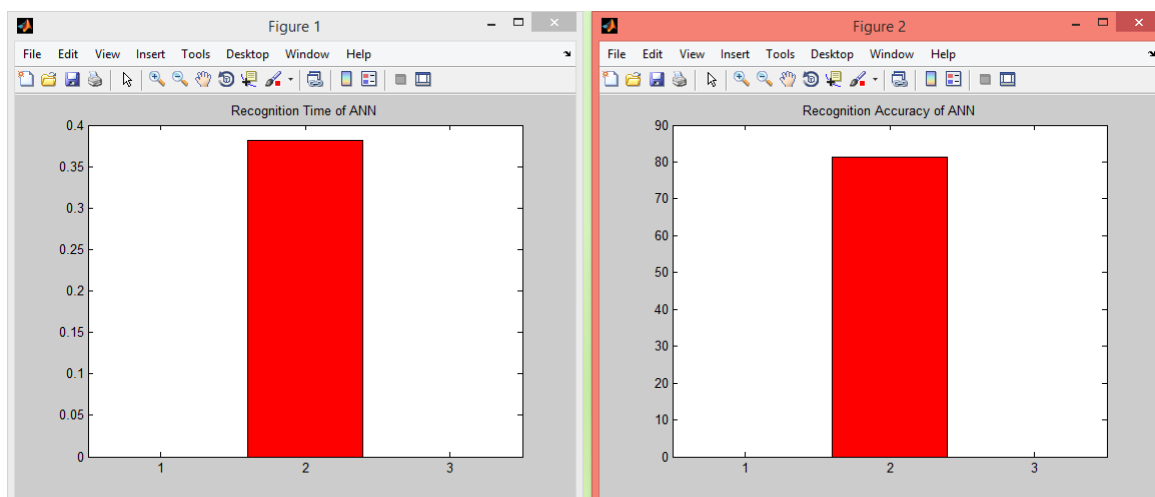 Figure 1
File Edit View Insert Tools Desktop Window Help
Recognition Time of ANN
0.4
0.35
0.3
0.25
0.2
0.15
0.1
0.05
0
1 2 3
Figure 2
File Edit View Insert Tools Desktop Window Help
Recognition Accuracy of ANN
90
80
70
60
50
40
30
20
10
0
1 2 3